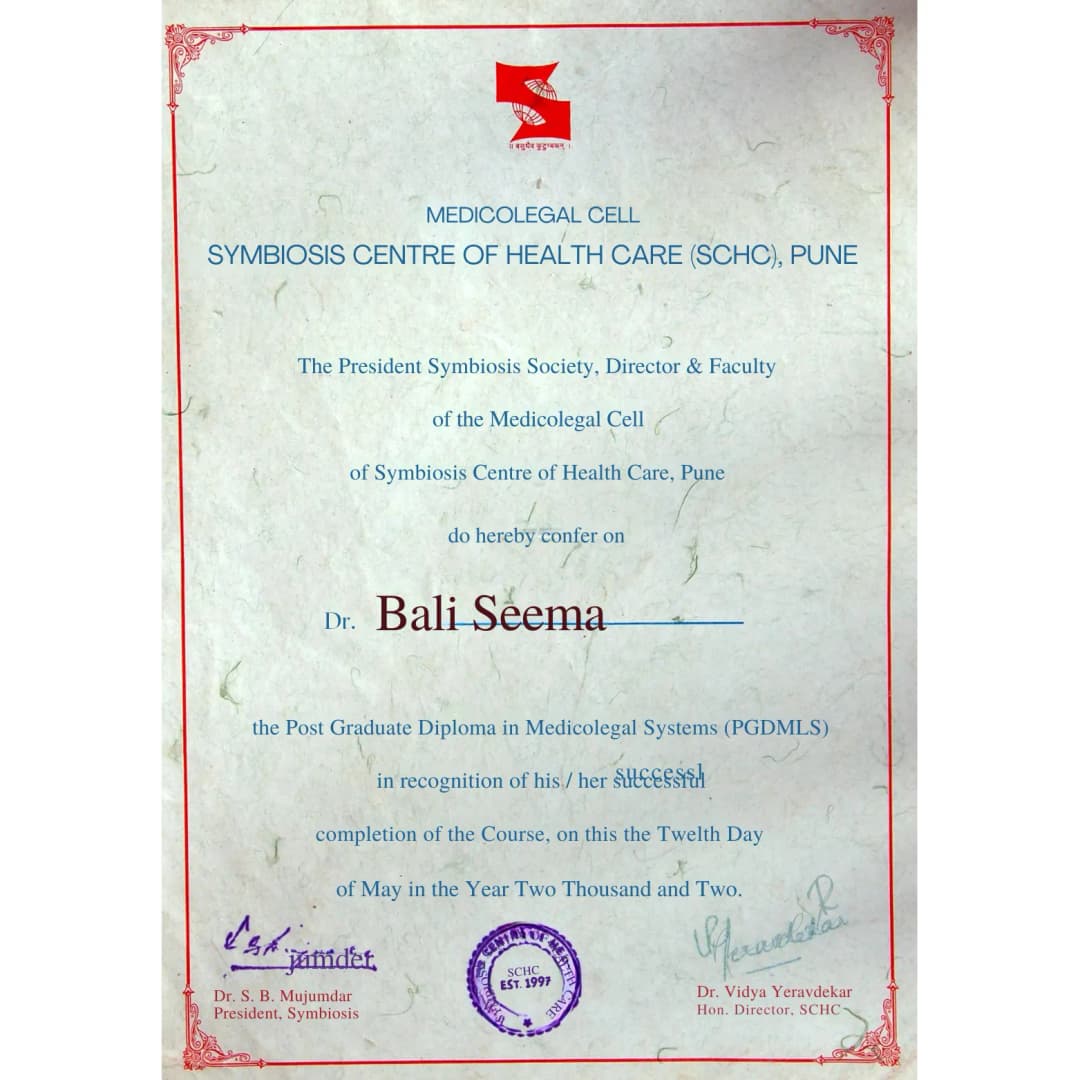 ॥ वसुधैव कुटुम्बकम् ।
MEDICOLEGAL CELL
SYMBIOSIS CENTRE OF HEALTH CARE (SCHC), PUNE
The President Symbiosis Society, Director & Faculty
of the Medicolegal Cell
of Symbiosis Centre of Health Care, Pune
do hereby confer on
Dr. Bali Seema
the Post Graduate Diploma in Medicolegal Systems (PGDMLS)
in recognition of his / her successful
completion of the Course, on this the Twelth Day
of May in the Year Two Thousand and Two.
SCHC
EST. 1997
Dr. S. B. Mujumdar
President, Symbiosis
Dr. Vidya Yeravdekar
Hon. Director, SCHC